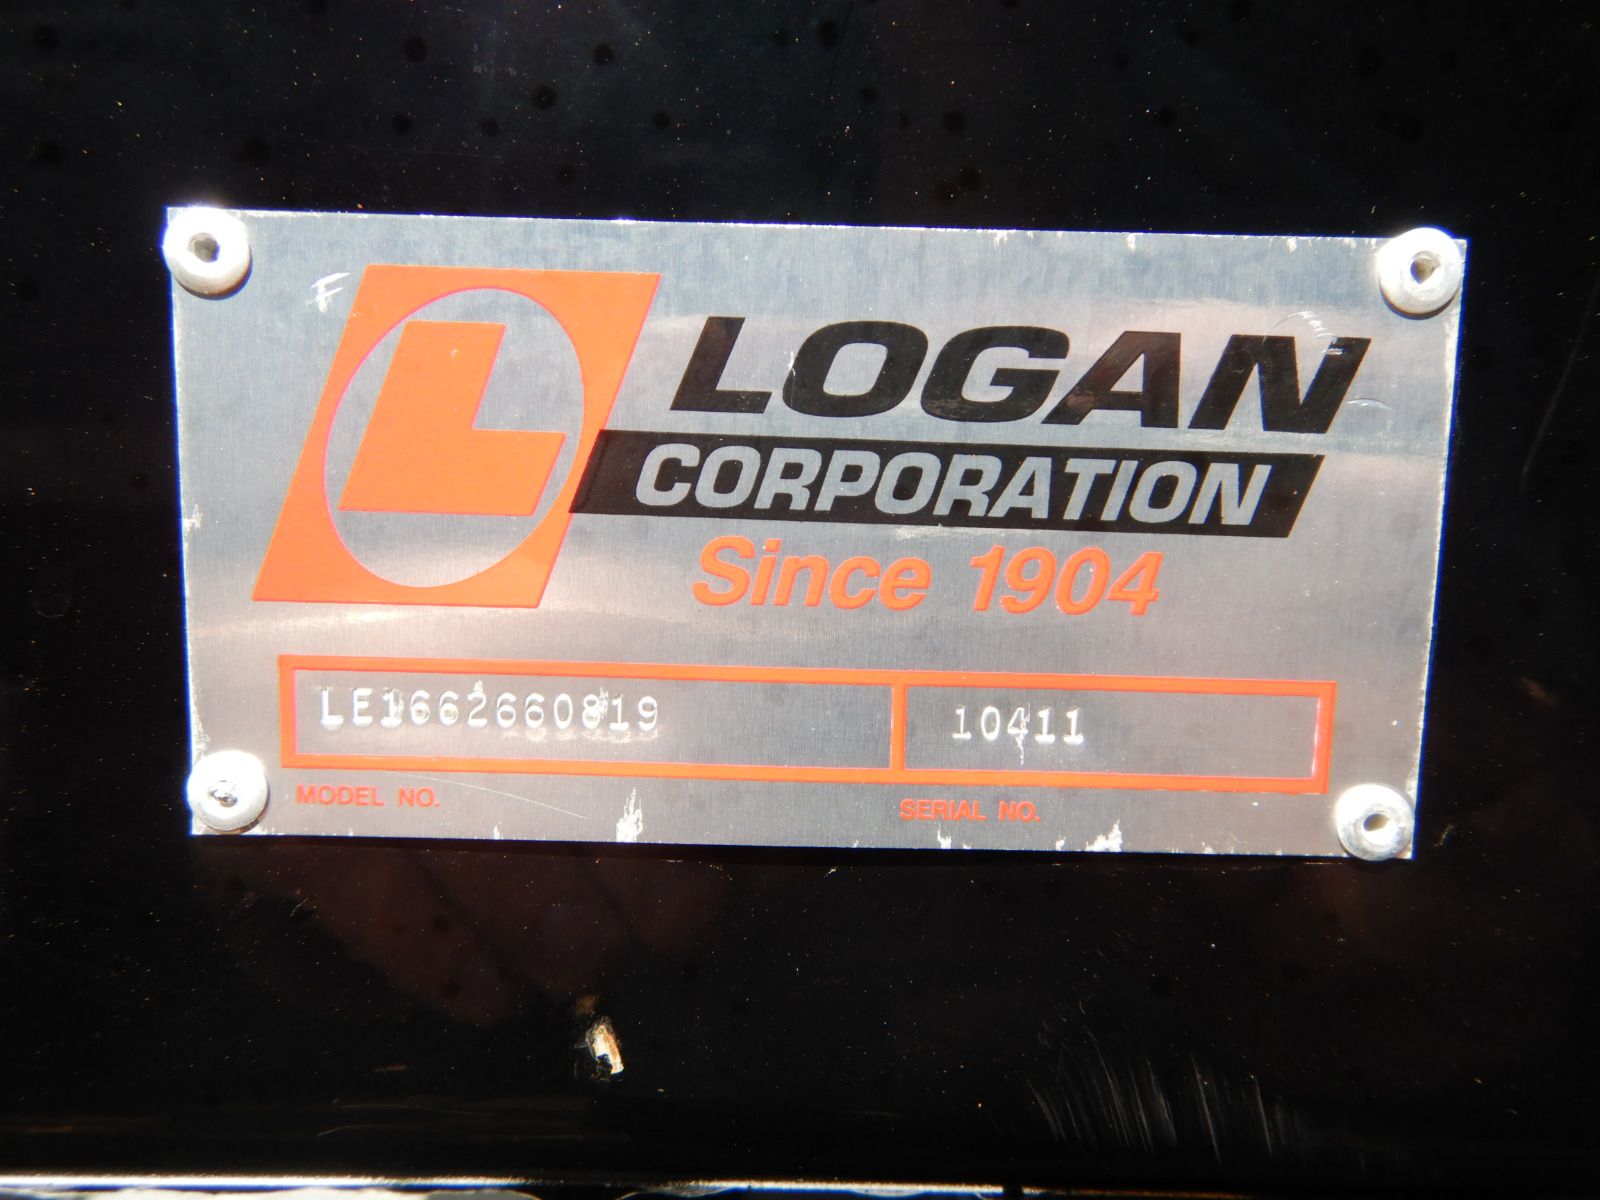 F
L
LOGAN
CORPORATION
Since 1904
LE1662660819 10411
MODEL NO. SERIAL NO.